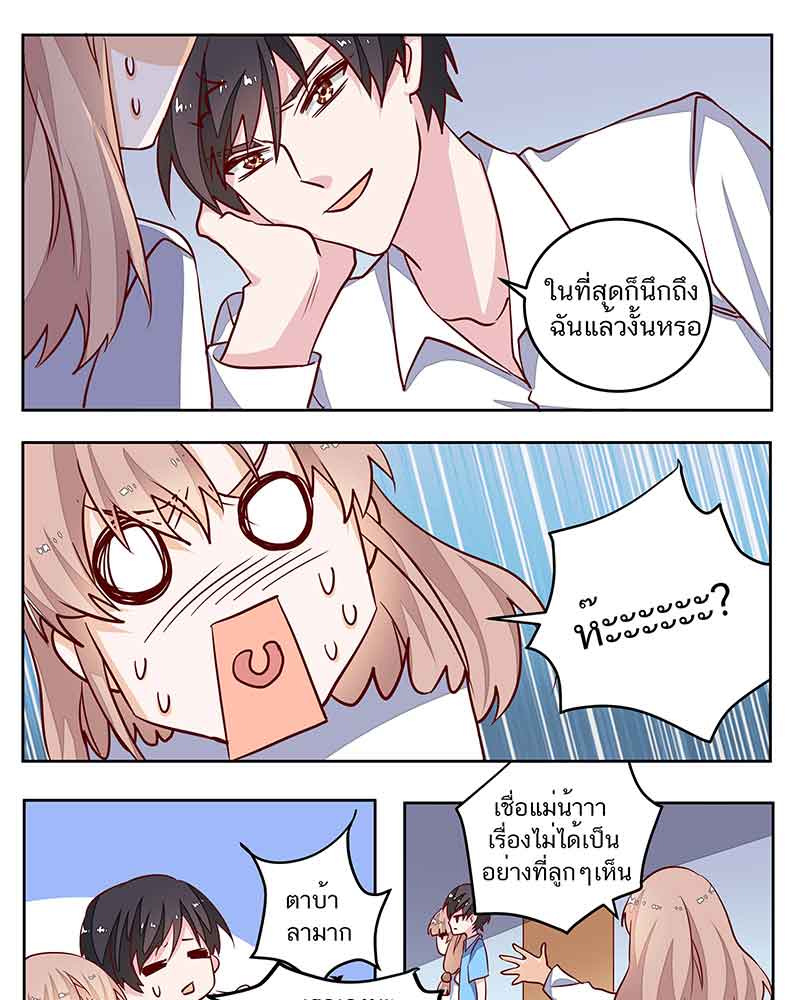 ในที่สุดก็นึกถึง
ฉันแล้วงั้นหรอ
ห๊ะะะะะะะ?
เชื่อแม่น้าาา
เรื่องไม่ได้เป็น
อย่างที่ลูกๆเห็น
ตาบ้า
ลามาก